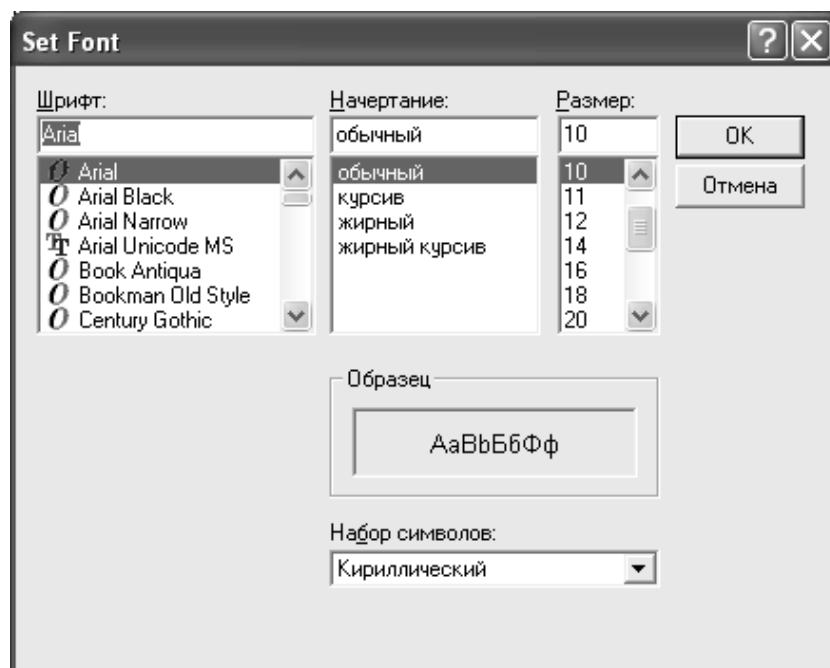 Set Font
Шрифт:
Arial
Arial
Arial Black
Arial Narrow
Arial Unicode MS
Book Antiqua
Bookman Old Style
Century Gothic
Начертание:
обычный
обычный
курсив
жирный
жирный курсив
Размер:
10
10
11
12
14
16
18
20
OK
Отмена
Образец
АаВbБбФф
Набор символов:
Кириллический